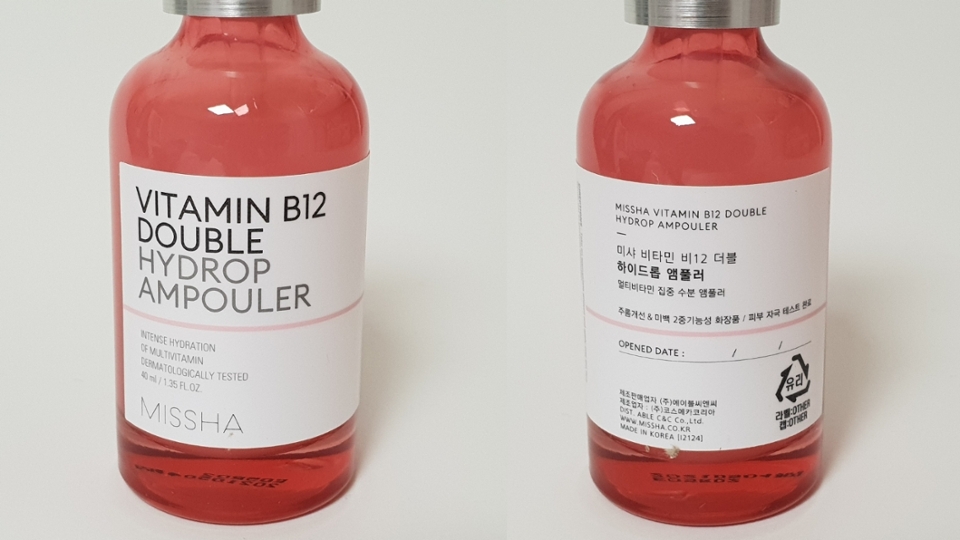 VITAMIN B12
DOUBLE
HYDROP
AMPOULER
INTENSE HYDRATION
OF MULTIVITAMIN
DERMATOLOGICALLY TESTED
40 ml / 1.35 FL.OZ.
MISSHA
MISSHA VITAMIN B12 DOUBLE
HYDROP AMPOULER
미샤 비타민 비12 더블
하이드롭 앰풀러
멀티비타민 집중 수분 앰풀러
주름개선 & 미백 2중기능성 화장품 / 피부 자극 테스트 완료
OPENED DATE : / /
유리
라벨:OTHER
캡:OTHER
제조판매업자 (주)에이블씨엔씨
제조업자 : (주)코스메카코리아
DIST. ABLE C&C Co.,Ltd.
WWW.MISSHA.CO.KR
MADE IN KOREA [I2124]